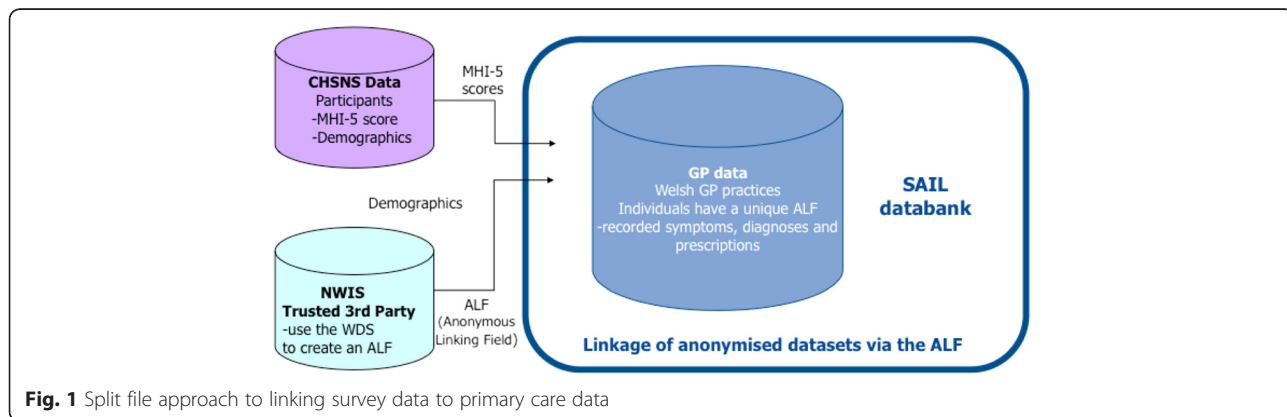 CHSNS Data
Participants
-MHI-5 score
-Demographics
MHI-5
scores
Demographics
NWIS
Trusted 3rd Party
-use the WDS
to create an ALF
ALF
(Anonymous
Linking Field)
GP data
Welsh GP practices
Individuals have a unique ALF
-recorded symptoms, diagnoses and
prescriptions
SAIL
databank
Linkage of anonymised datasets via the ALF
Fig. 1 Split file approach to linking survey data to primary care data